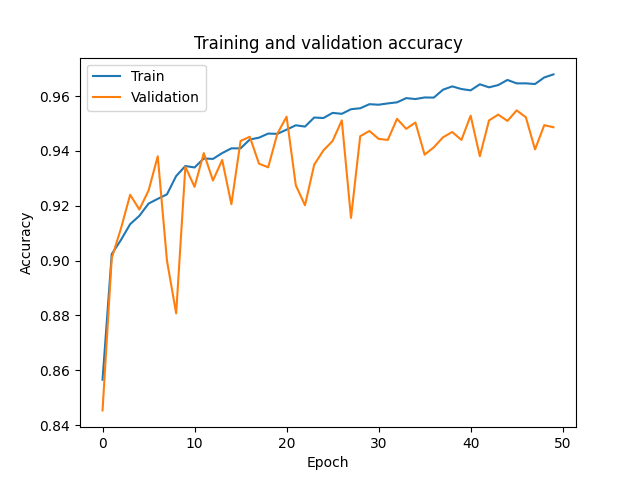 Training and validation accuracy
Train
Validation
Accuracy
0.96
0.94
0.92
0.90
0.88
0.86
0.84
0 10 20 30 40 50
Epoch